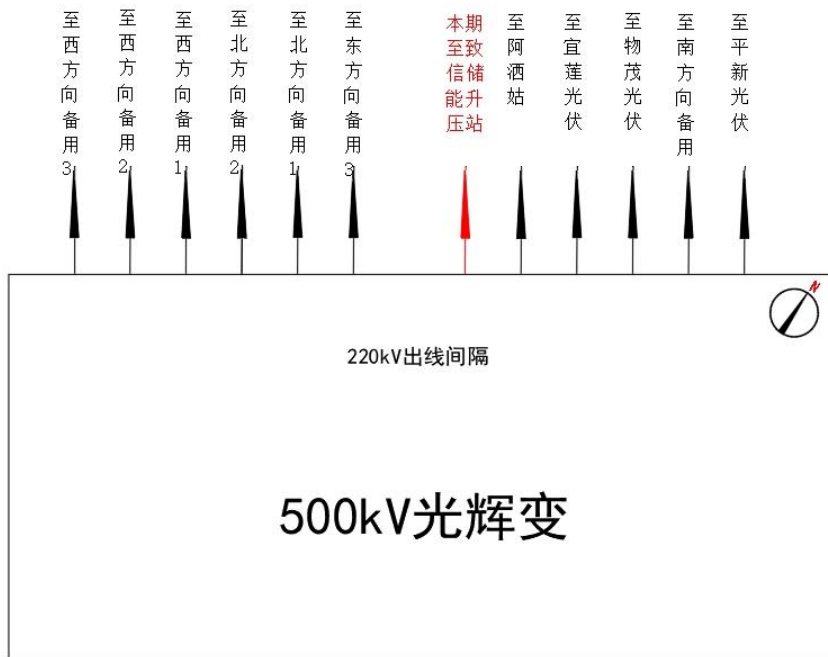 至西方向备用3
至西方向备用2
至西方向备用1
至北方向备用2
至北方向备用1
至东方向备用3
本期至致信储能升压站
至阿洒姑
至宜莲光伏
至物茂光伏
至南方向备用
至平新光伏
N
220kV出线间隔
500kV光辉变